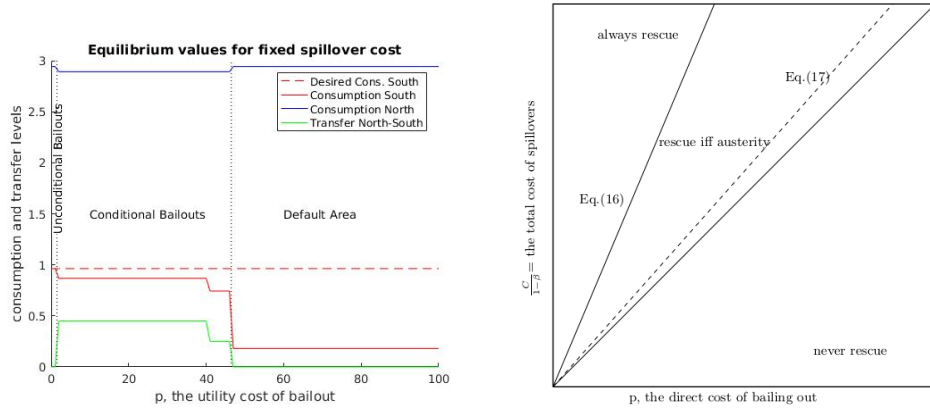 Equilibrium values for fixed spillover cost
consumption and transfer levels
3
2.5
2
1.5
1
0.5
0
Desired Cons. South
Consumption South
Consumption North
Transfer North-South
Unconditional Bailouts
Conditional Bailouts
Default Area
0 20 40 60 80 100
p, the utility cost of bailout
always rescue
Eq.(17)
rescue iff austerity
Eq.(16)
never rescue
C/1−β = the total cost of spillovers
p, the direct cost of bailing out